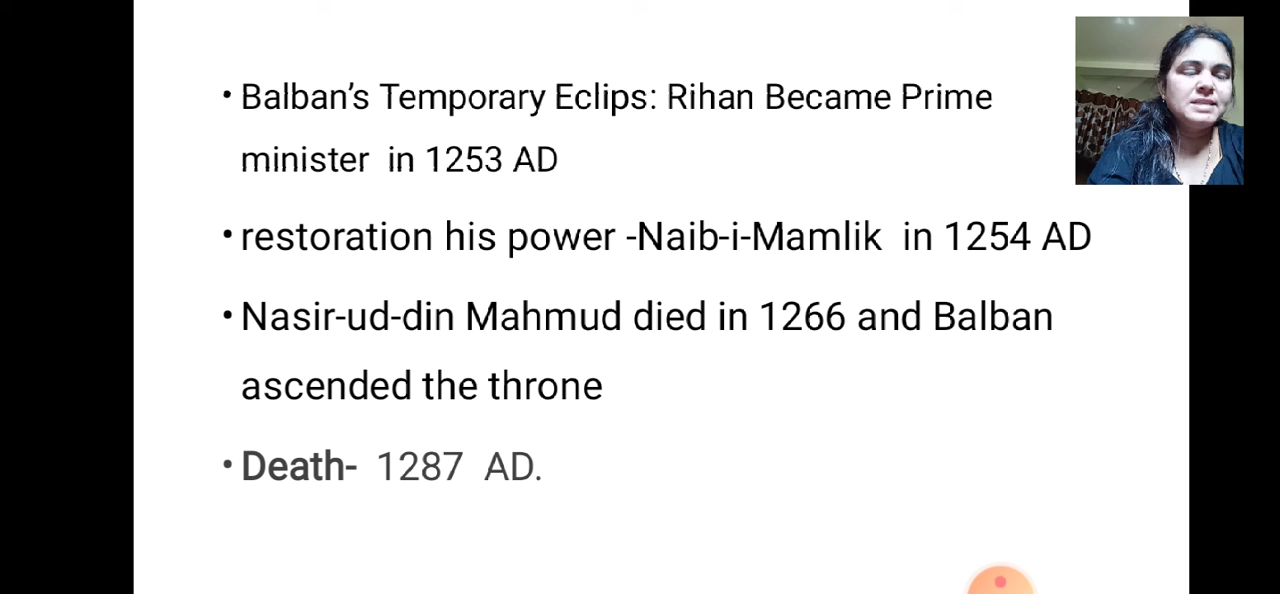 • Balban's Temporary Eclips: Rihan Became Prime
minister in 1253 AD
• restoration his power -Naib-i-Mamlik in 1254 AD
• Nasir-ud-din Mahmud died in 1266 and Balban
ascended the throne
• Death- 1287 AD.